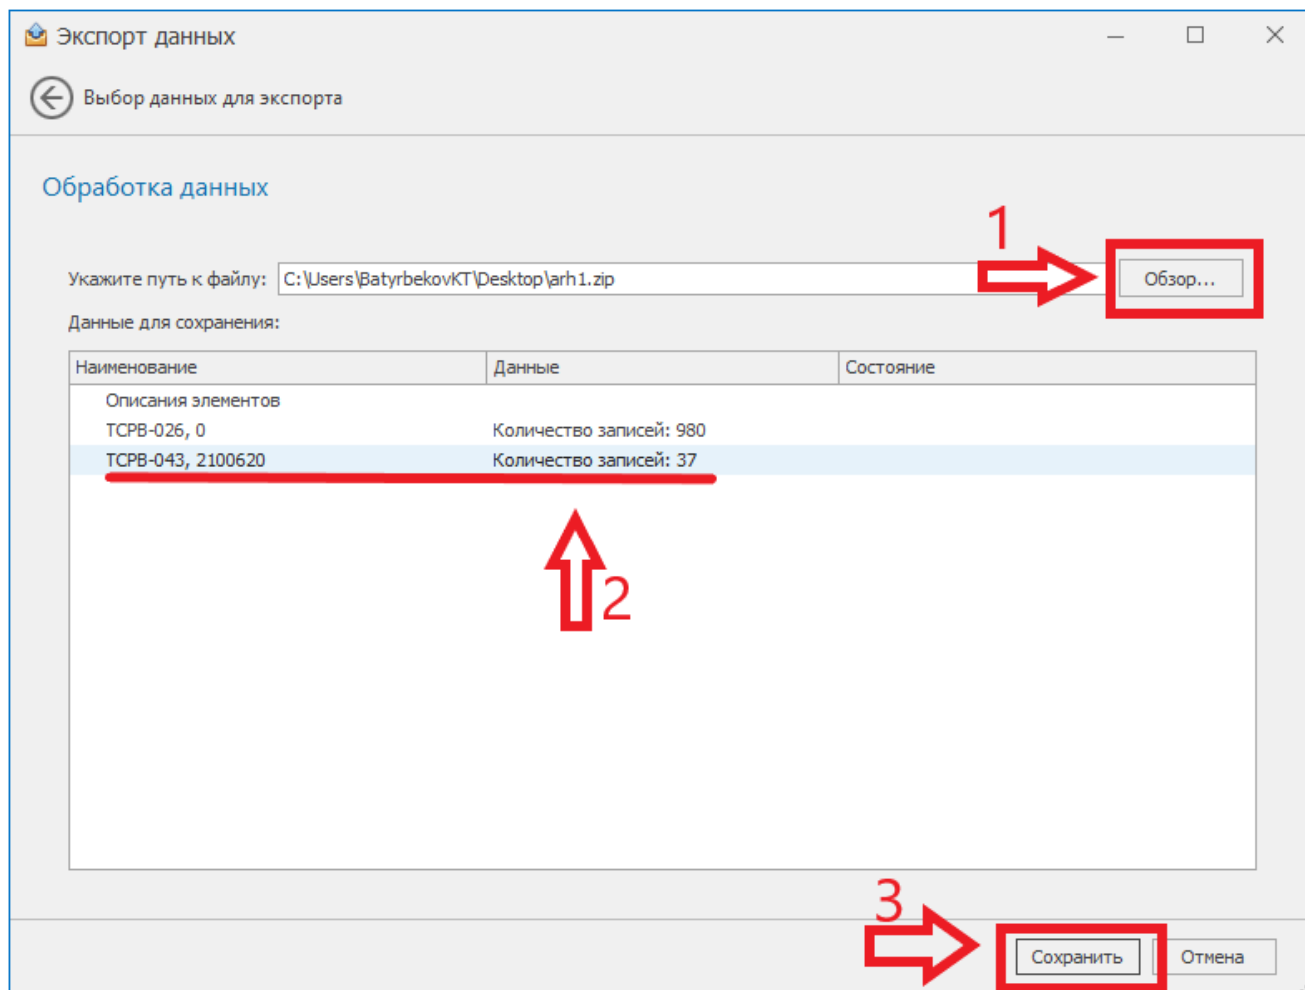 Экспорт данных
Выбор данных для экспорта
Обработка данных
1
Укажите путь к файлу: C:\Users\BatyrbekovKT\Desktop\arh1.zip Обзор...
Данные для сохранения:
Наименование Данные Состояние
Описания элементов
ТСРВ-026, 0 Количество записей: 980
ТСРВ-043, 2100620 Количество записей: 37
2
3
Сохранить Отмена